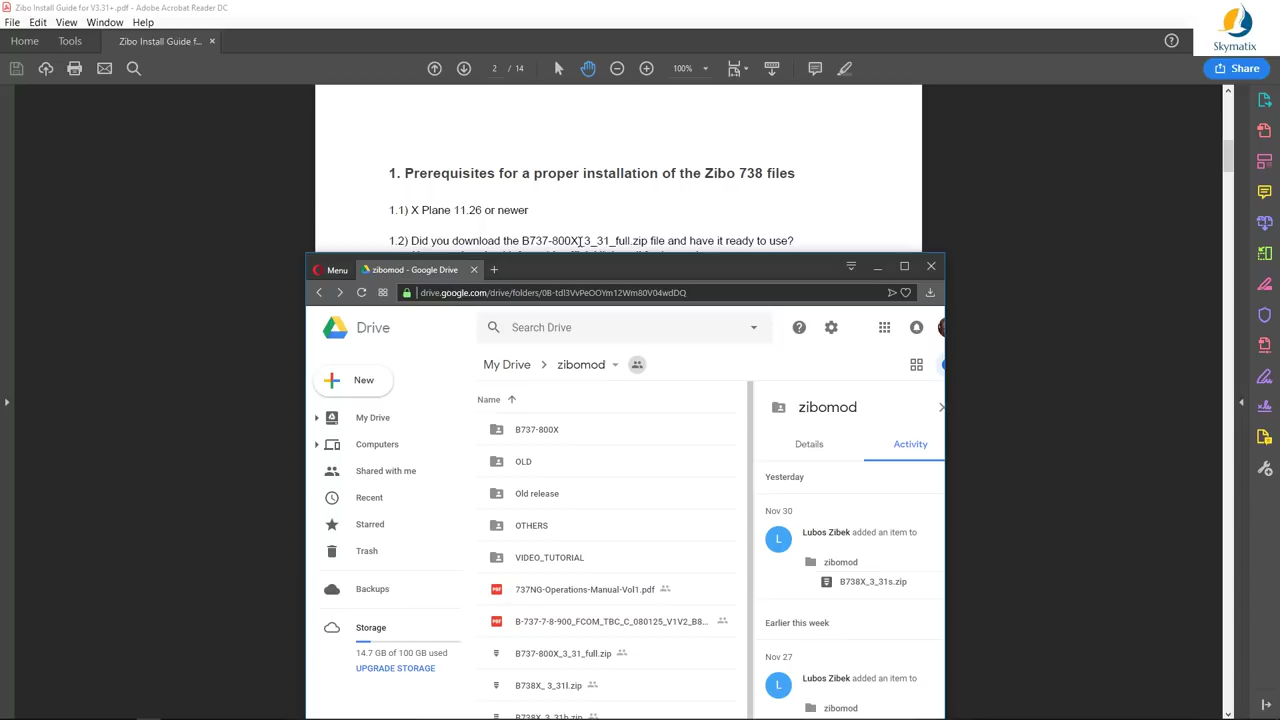 Zibo Install Guide for V3.31+.pdf - Adobe Acrobat Reader DC
File Edit View Window Help
Home Tools Zibo Install Guide f... ×
Skymatix
2 / 14 100% Share
1. Prerequisites for a proper installation of the Zibo 738 files
1.1) X Plane 11.26 or newer
1.2) Did you download the B737-800X_3_31_full.zip file and have it ready to use?
Menu zibomod - Google Drive
drive.google.com/drive/folders/0B-tdl3VvPeOOYm12Wm80V04wdDQ
Drive
Search Drive
New
My Drive
Computers
Shared with me
Recent
Starred
Trash
Backups
Storage
14.7 GB of 100 GB used
UPGRADE STORAGE
My Drive > zibomod
Name
B737-800X
OLD
Old release
OTHERS
VIDEO_TUTORIAL
737NG-Operations-Manual-Vol1.pdf
B-737-7-8-900_FCOM_TBC_C_080125_V1V2_B8...
B737-800X_3_31_full.zip
B738X_ 3_31l.zip
B738X_3_31b.zip
zibomod
Details Activity
Yesterday
Nov 30
L Lubos Zibek added an item to
zibomod
B738X_3_31s.zip
Earlier this week
Nov 27
L Lubos Zibek added an item to
zibomod